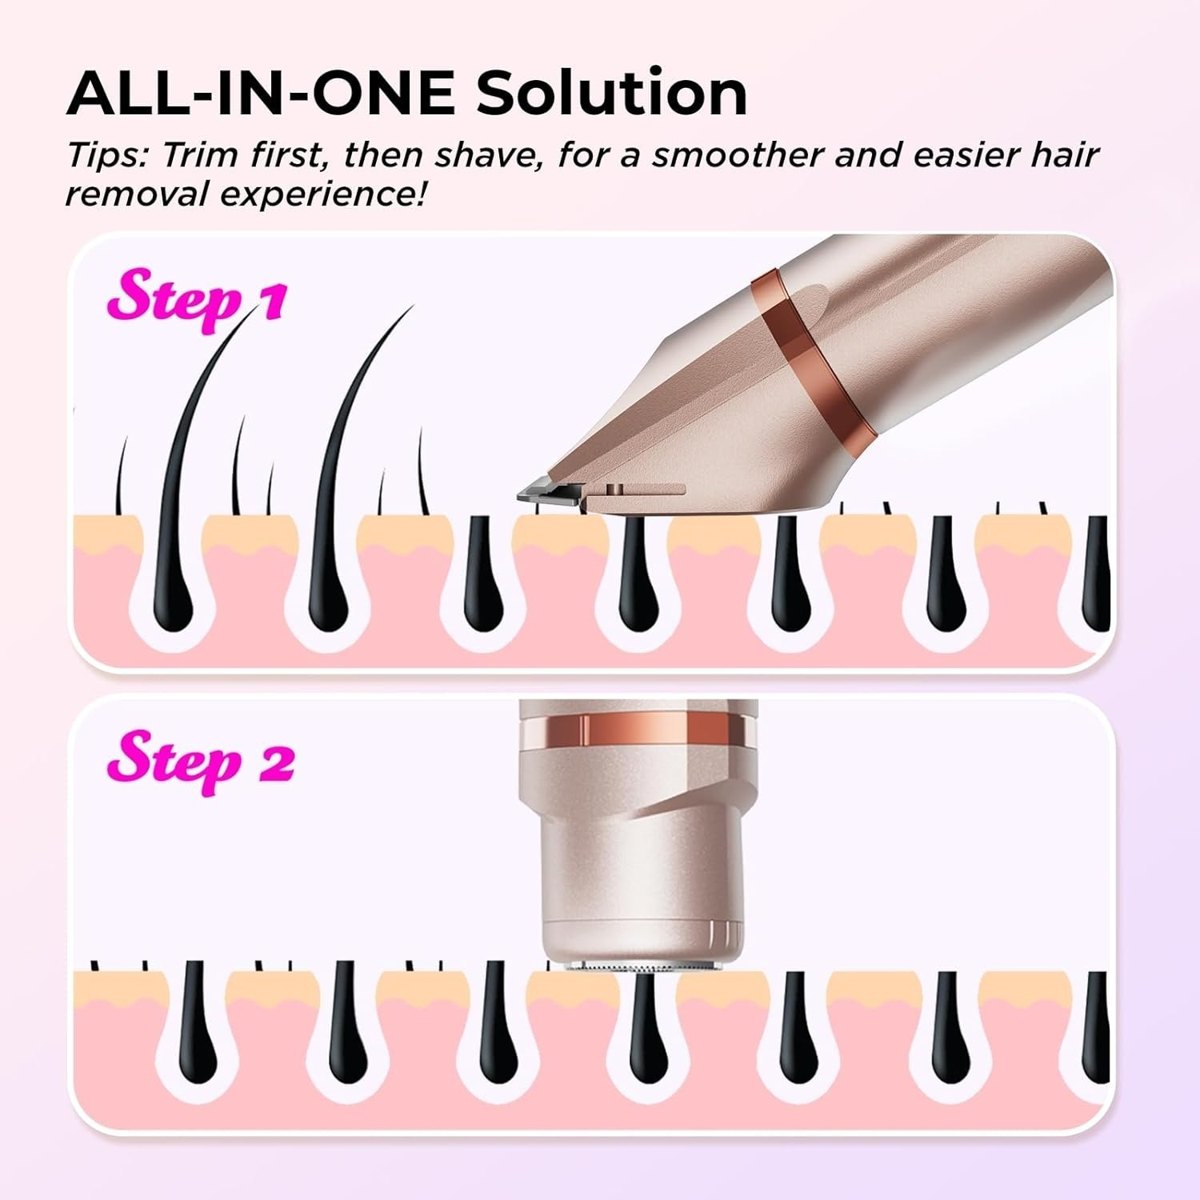 ALL-IN-ONE Solution
Tips: Trim first, then shave, for a smoother and easier hair
removal experience!
Step 1
Step 2